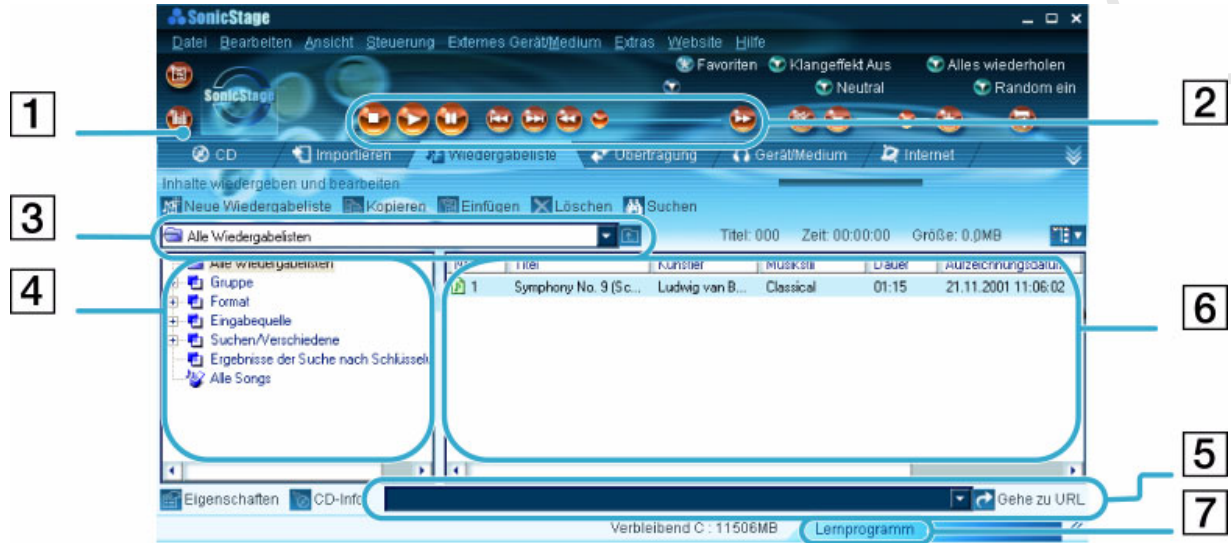 SonicStage
Datei Bearbeiten Ansicht Steuerung Externes Gerät/Medium Extras Website Hilfe
Favoriten Klangeffekt Aus Alles wiederholen
SonicStage Neutral Random ein
1
2
CD Importieren Wiedergabeliste Übertragung Gerät/Medium Internet
Inhalte wiedergeben und bearbeiten
Neue Wiedergabeliste Kopieren Einfügen Löschen Suchen
3
Alle Wiedergabelisten Titel: 000 Zeit: 00:00:00 Größe: 0.0MB
Alle Wiedergabelisten Titel Künstler Musikstil Dauer Aufzeichnungsdatum
4
Gruppe 1 Symphony No. 9 (Sc... Ludwig van B... Classical 01:15 21.11.2001 11:06:02
6
Format
Eingabequelle
Suchen/Verschiedene
Ergebnisse der Suche nach
Alle Songs
5
Eigenschaften CD-Info Gehe zu URL
7
Verbleibend C : 11506MB Lernprogramm